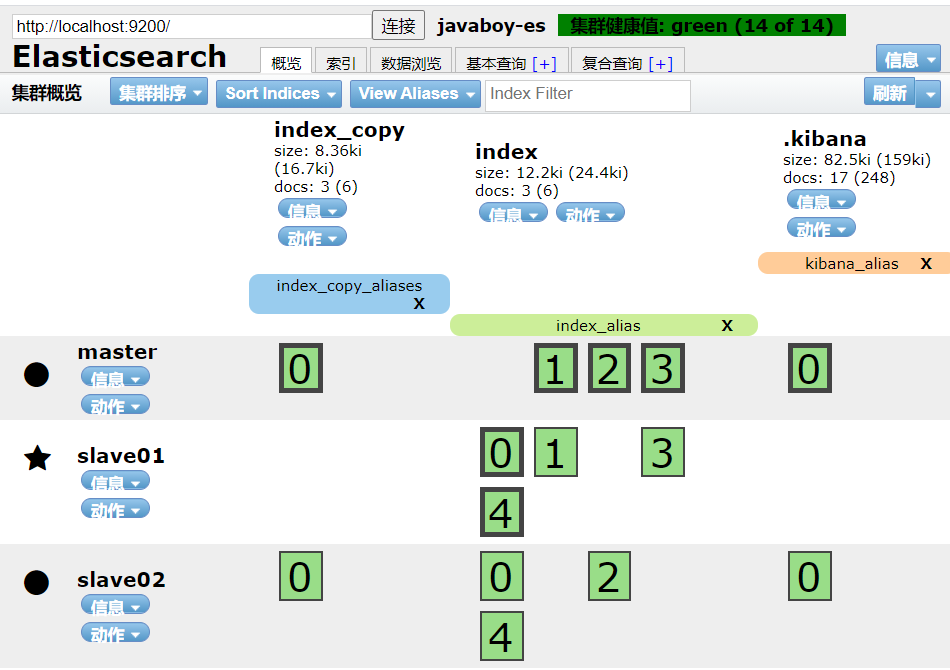 http://localhost:9200/ 连接 javaboy-es 集群健康值: green (14 of 14)
Elasticsearch 概览 索引 数据浏览 基本查询 [+] 复合查询 [+] 信息
集群概览 集群排序 Sort Indices View Aliases Index Filter 刷新
index_copy
size: 8.36ki
(16.7ki)
docs: 3 (6)
信息
动作
index
size: 12.2ki (24.4ki)
docs: 3 (6)
信息 动作
.kibana
size: 82.5ki (159ki)
docs: 17 (248)
信息
动作
kibana_alias X
index_copy_aliases
X
index_alias X
master
信息
动作
0 1 2 3 0
slave01
信息
动作
0 1 3
4
slave02
信息
动作
0 0 2 0
4